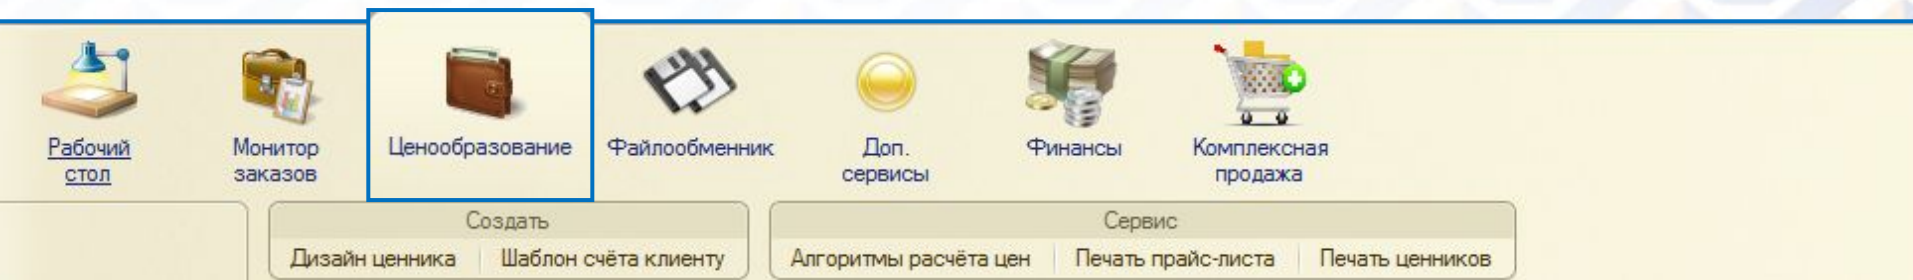 Рабочий
стол
Монитор
заказов
Ценообразование
Файлообменник
Доп.
сервисы
Финансы
Комплексная
продажа
Создать
Дизайн ценника
Шаблон счёта клиенту
Сервис
Алгоритмы расчёта цен
Печать прайс-листа
Печать ценников